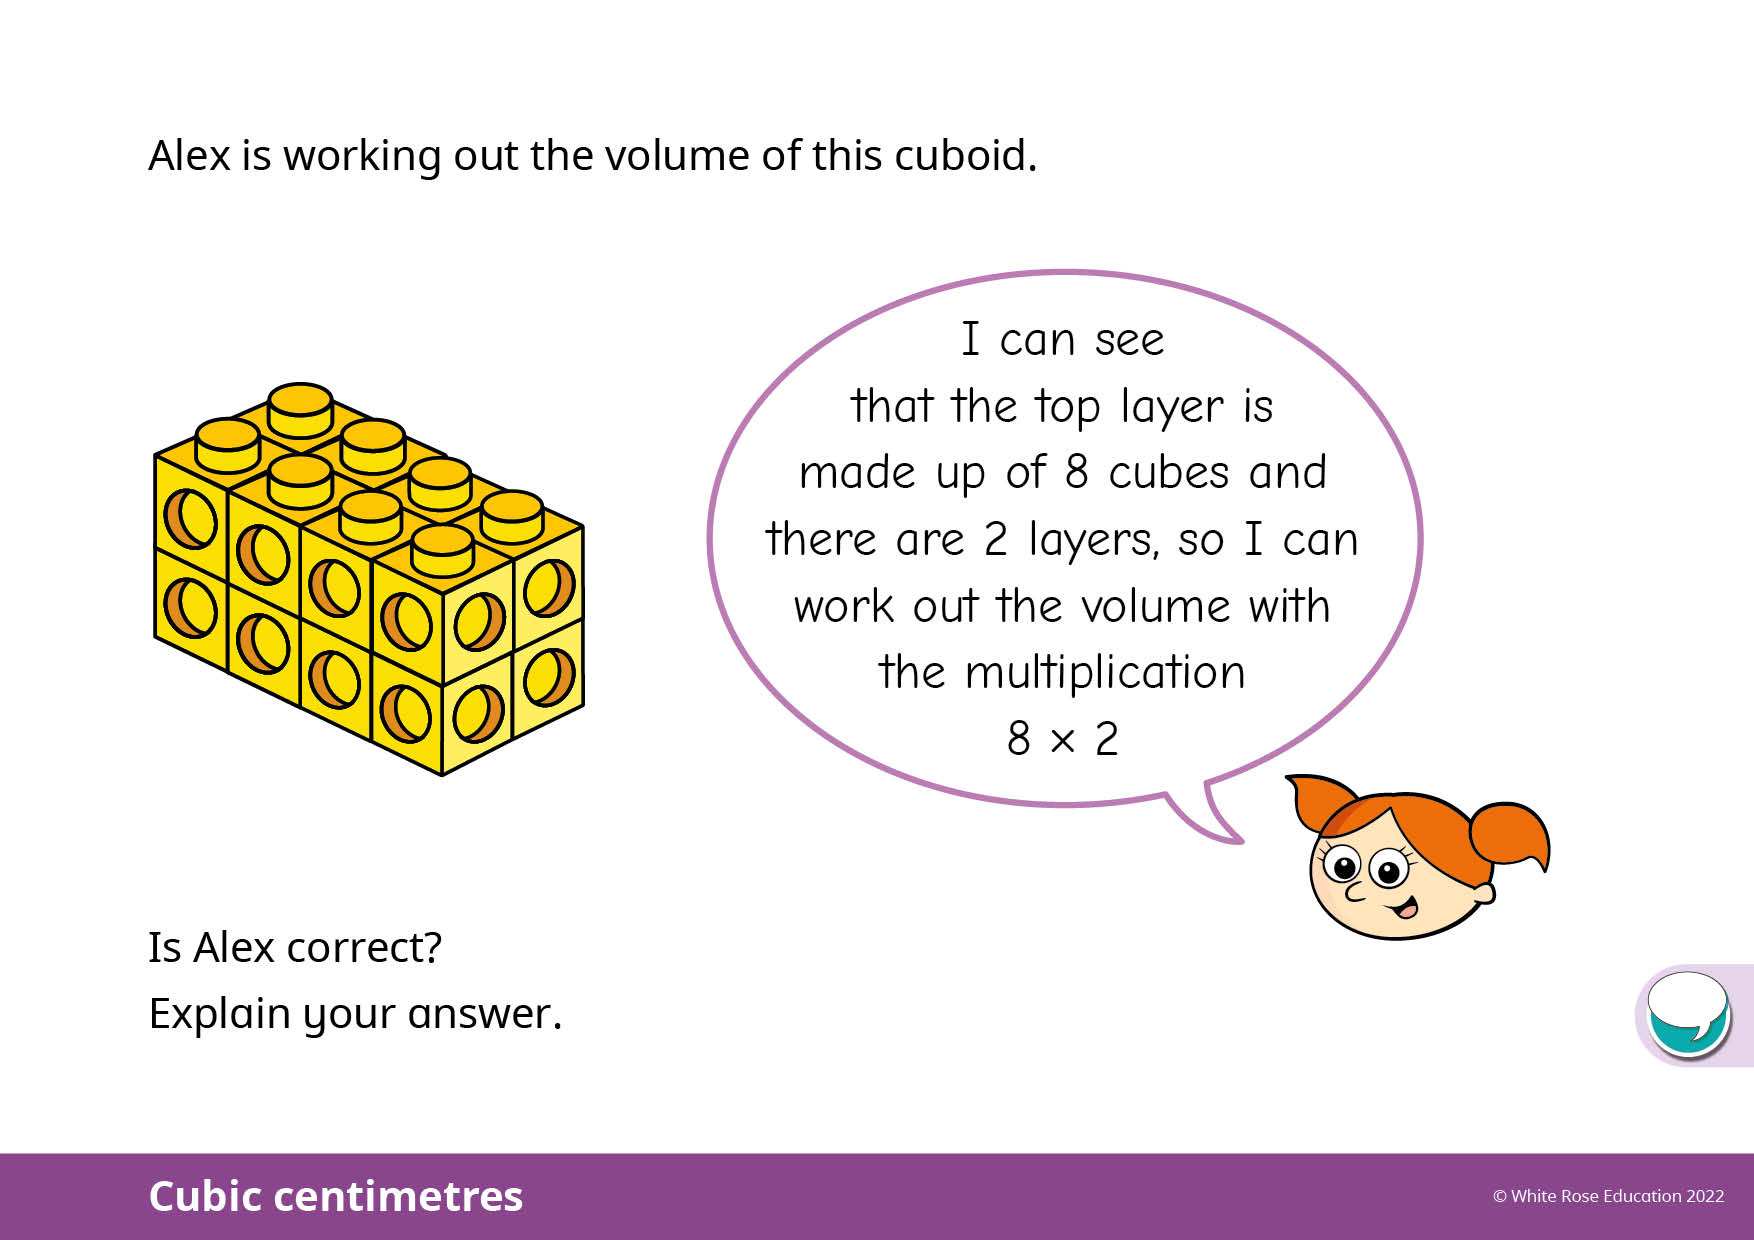 Alex is working out the volume of this cuboid.
I can see
that the top layer is
made up of 8 cubes and
there are 2 layers, so I can
work out the volume with
the multiplication
8 × 2
Is Alex correct?
Explain your answer.
Cubic centimetres
© White Rose Education 2022